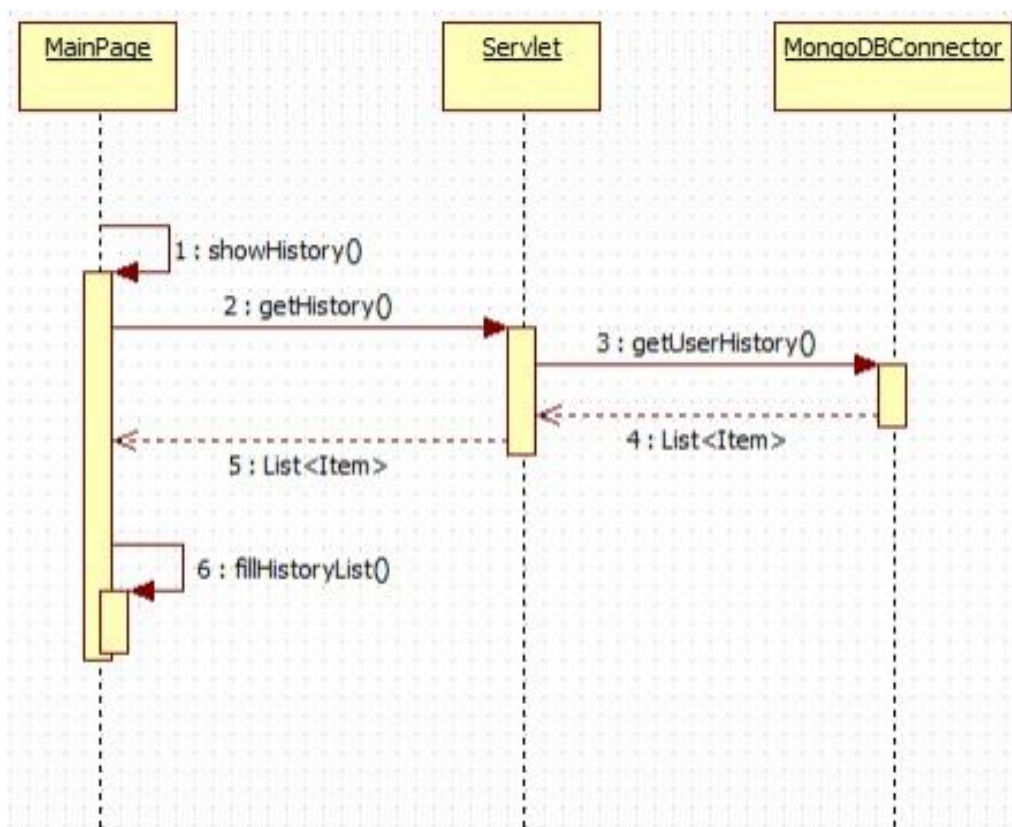 MainPage
Servlet
MongoDBConnector
1 : showHistory()
2 : getHistory()
3 : getUserHistory()
4 : List<Item>
5 : List<Item>
6 : fillHistoryList()